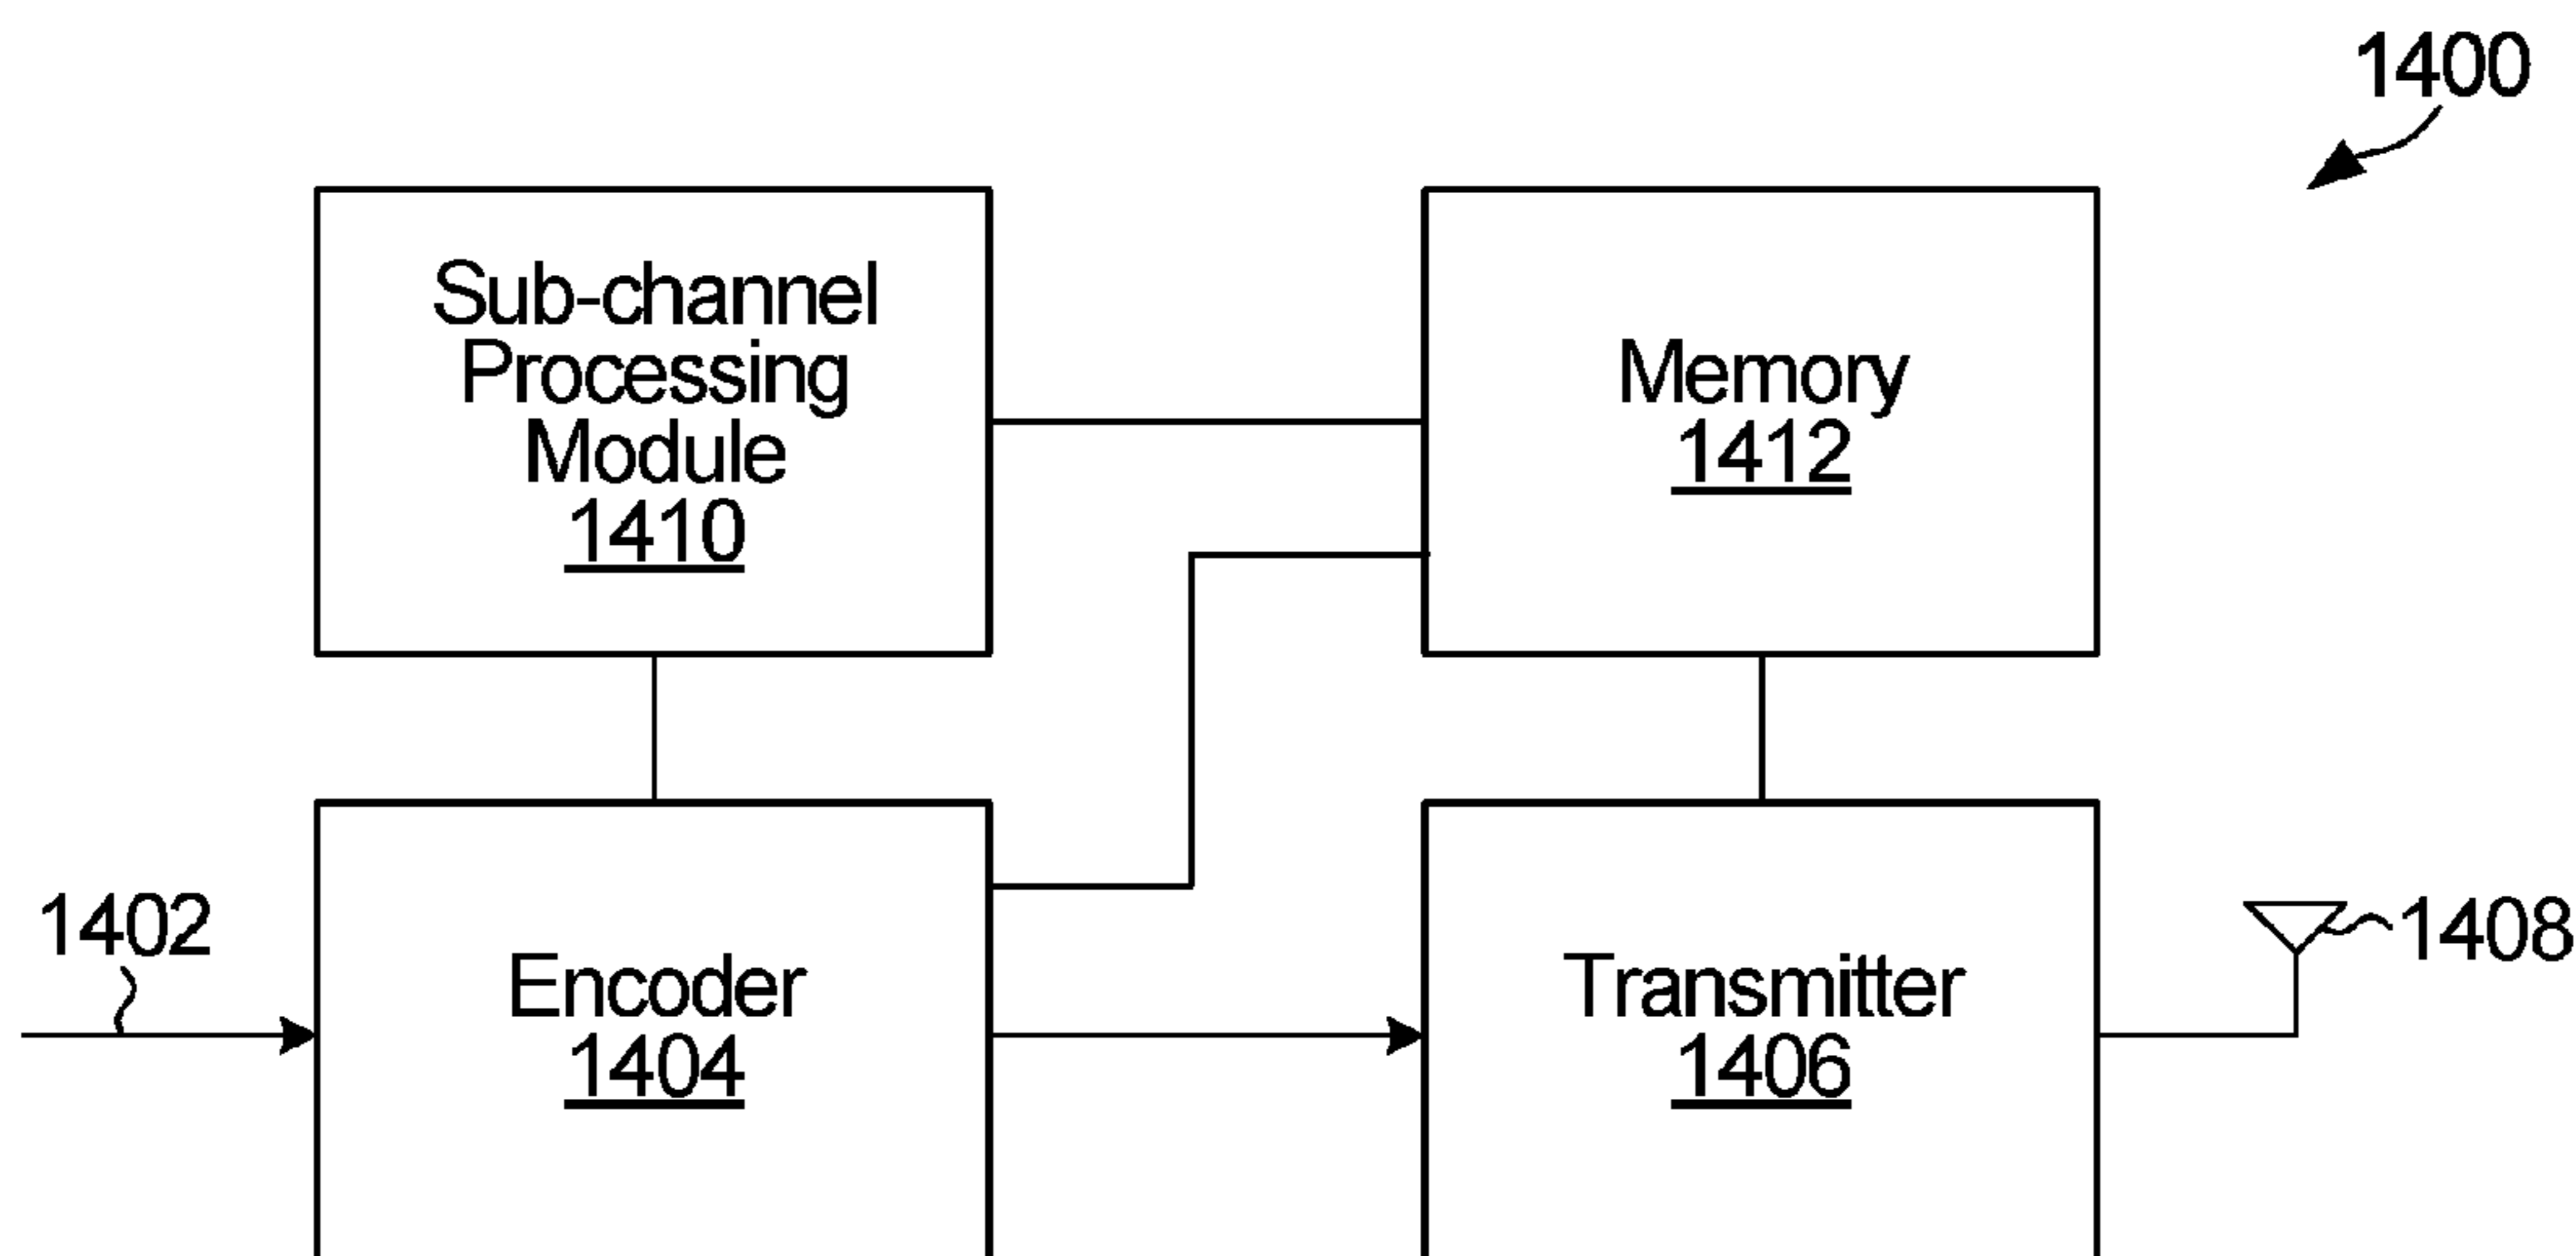 1400
Sub-channel
Processing
Module
1410
Memory
1412
1402
Encoder
1404
Transmitter
1406
1408